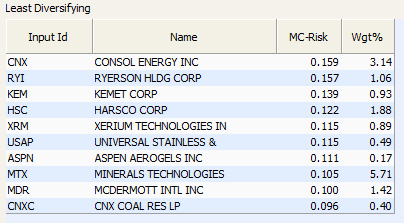 Least Diversifying
Input Id Name MC-Risk Wgt%
CNX CONSOL ENERGY INC 0.159 3.14
RYI RYERSON HLDG CORP 0.157 1.06
KEM KEMET CORP 0.139 0.93
HSC HARSCO CORP 0.122 1.88
XRM XERIUM TECHNOLOGIES IN 0.115 0.89
USAP UNIVERSAL STAINLESS & 0.115 0.49
ASPN ASPEN AEROGELS INC 0.111 0.17
MTX MINERALS TECHNOLOGIES 0.105 5.71
MDR MCDERMOTT INTL INC 0.100 1.42
CNXC CNX COAL RES LP 0.096 0.40